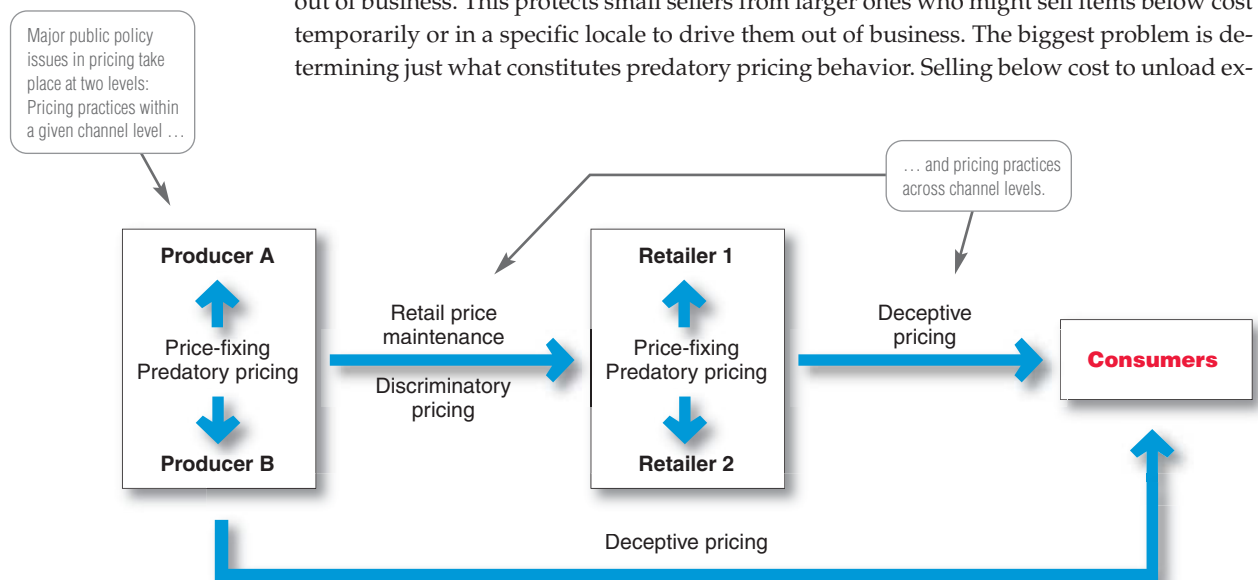 out of business. This protects small sellers from larger ones who might sell items below cost
temporarily or in a specific locale to drive them out of business. The biggest problem is de-
termining just what constitutes predatory pricing behavior. Selling below cost to unload ex-
Major public policy
issues in pricing take
place at two levels:
Pricing practices within
a given channel level …
… and pricing practices
across channel levels.
Producer A
Price-fixing
Predatory pricing
Producer B
Retail price
maintenance
Discriminatory
pricing
Retailer 1
Price-fixing
Predatory pricing
Retailer 2
Deceptive
pricing
Consumers
Deceptive pricing